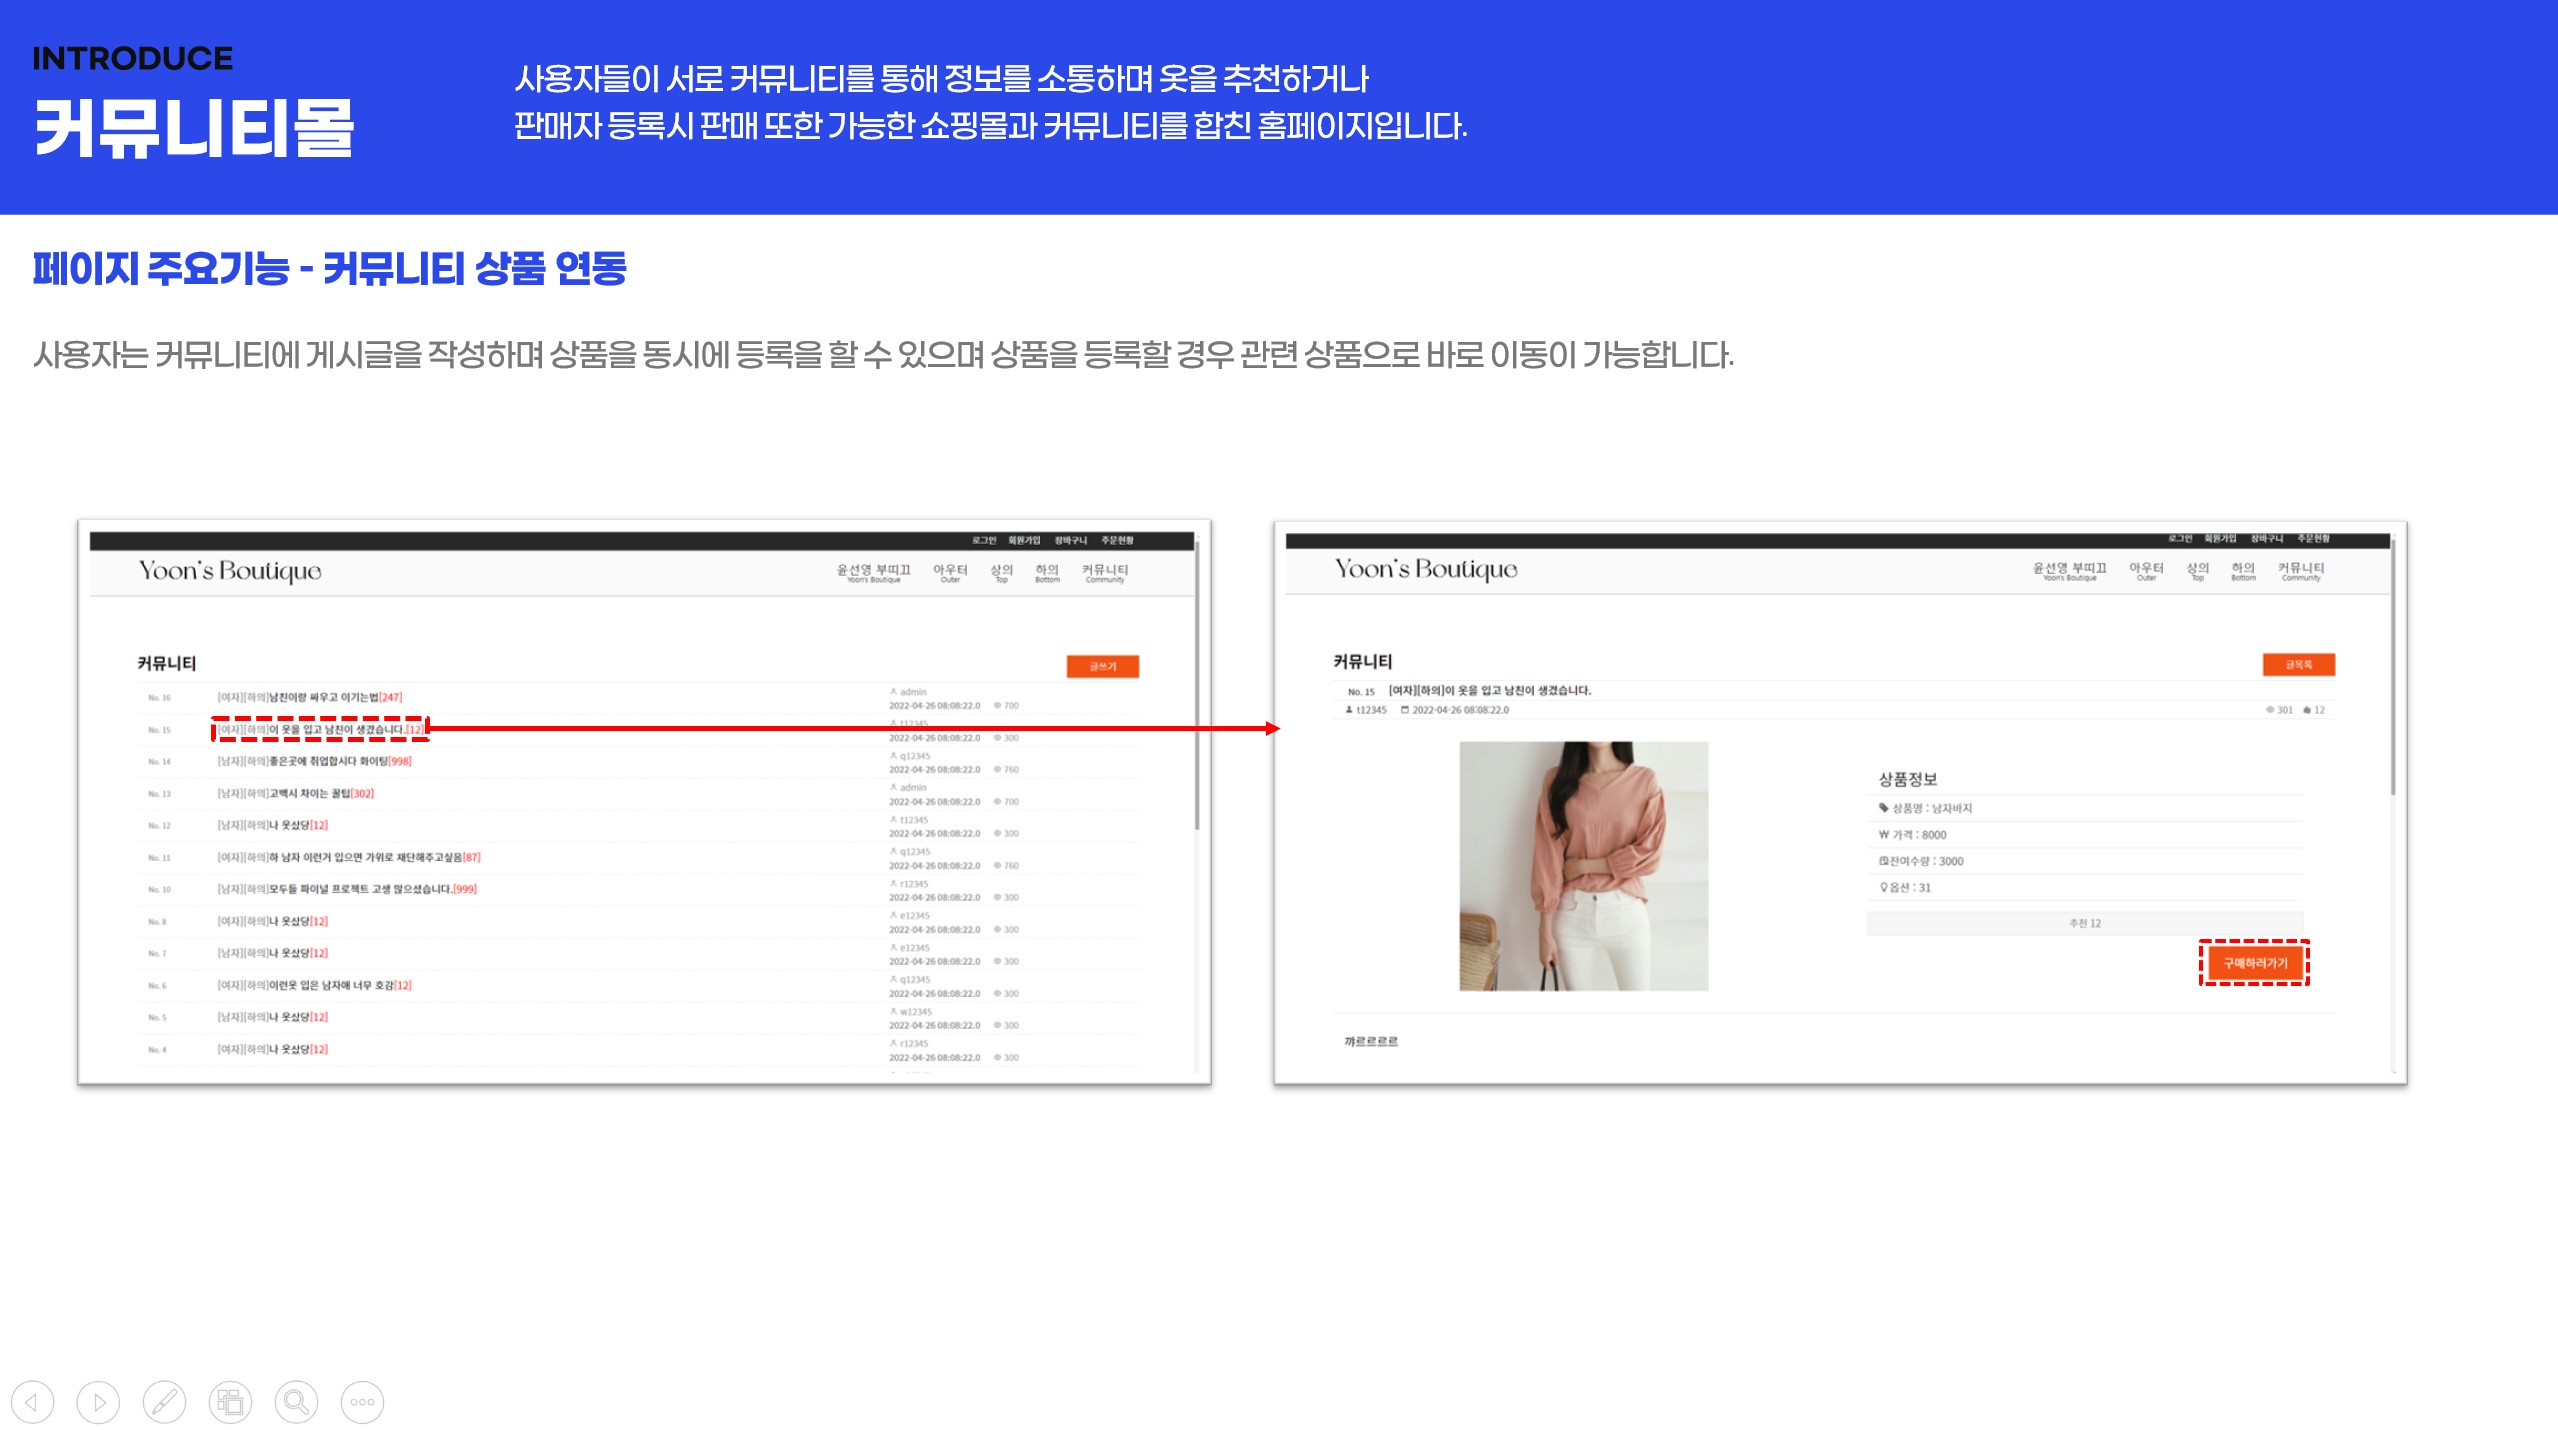 INTRODUCE
커뮤니티몰
사용자들이 서로 커뮤니티를 통해 정보를 소통하며 옷을 추천하거나
판매자 등록시 판매 또한 가능한 쇼핑몰과 커뮤니티를 합친 홈페이지입니다.
페이지 주요기능 - 커뮤니티 상품 연동
사용자는 커뮤니티에 게시글을 작성하며 상품을 동시에 등록을 할 수 있으며 상품을 등록할 경우 관련 상품으로 바로 이동이 가능합니다.
로그인 회원가입 장바구니 주문현황
Yoon's Boutique
윤선영 부띠끄 아우터 상의 하의 커뮤니티
Yoon's Boutique Outer Top Bottom Community
커뮤니티
글쓰기
No. 16 [여자][하의]남친이랑 싸우고 이기는법[247] admin
2022-04-26 08:08:22.0 700
No. 15 [여자][하의]이 옷을 입고 남친이 생겼습니다.[12] t12345
2022-04-26 08:08:22.0 300
No. 14 [남자][하의]좋은곳에 취업합시다 화이팅[998] q12345
2022-04-26 08:08:22.0 760
No. 13 [남자][하의]고백시 차이는 꿀팁[302] admin
2022-04-26 08:08:22.0 700
No. 12 [남자][하의]나 옷샀당[12] t12345
2022-04-26 08:08:22.0 300
No. 11 [여자][하의]하 남자 이런거 입으면 가위로 재단해주고싶음[87] q12345
2022-04-26 08:08:22.0 760
No. 10 [남자][하의]모두들 파이널 프로젝트 고생 많으셨습니다.[999] r12345
2022-04-26 08:08:22.0 300
No. 8 [여자][하의]나 옷샀당[12] e12345
2022-04-26 08:08:22.0 300
No. 7 [남자][하의]나 옷샀당[12] e12345
2022-04-26 08:08:22.0 300
No. 6 [여자][하의]이런옷 입은 남자애 너무 호감[12] q12345
2022-04-26 08:08:22.0 300
No. 5 [남자][하의]나 옷샀당[12] w12345
2022-04-26 08:08:22.0 300
No. 4 [여자][하의]나 옷샀당[12] r12345
2022-04-26 08:08:22.0 300
로그인 회원가입 장바구니 주문현황
Yoon's Boutique
윤선영 부띠끄 아우터 상의 하의 커뮤니티
Yoon's Boutique Outer Top Bottom Community
커뮤니티
글목록
No. 15 [여자][하의]이 옷을 입고 남친이 생겼습니다.
t12345 2022-04-26 08:08:22.0 301 12
상품정보
상품명 : 남자바지
₩ 가격 : 8000
잔여수량 : 3000
옵션 : 31
추천 12
구매하러가기
꺄르르르르